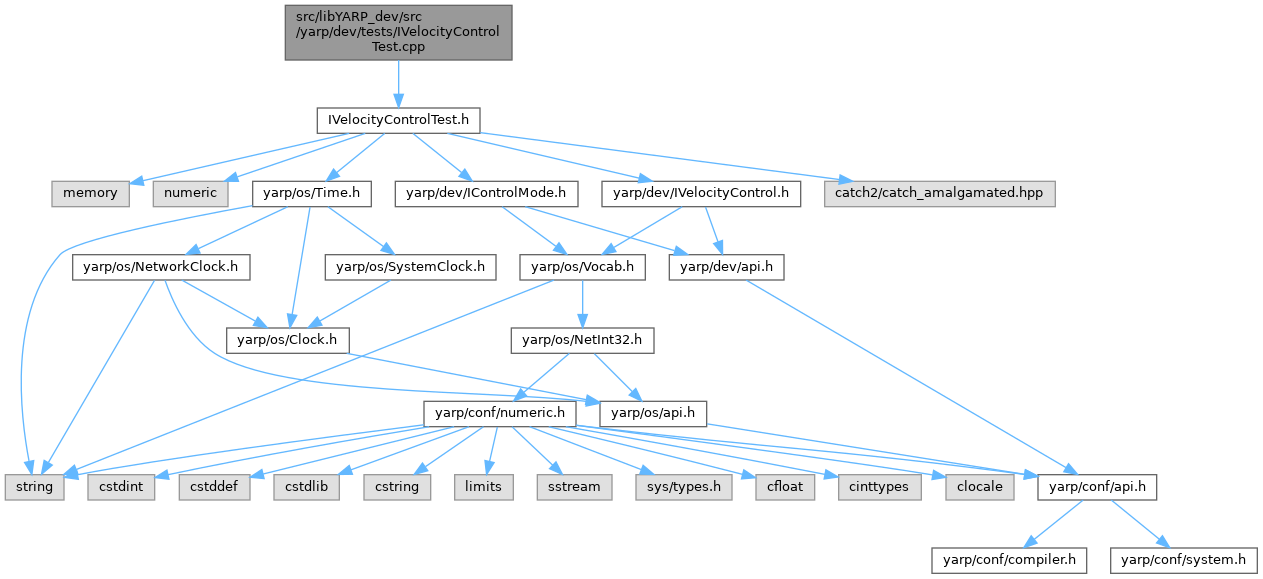 src/libYARP_dev/src
/yarp/dev/tests/IVelocityControl
Test.cpp
IVelocityControlTest.h
memory
numeric
yarp/os/Time.h
yarp/dev/IControlMode.h
yarp/dev/IVelocityControl.h
catch2/catch_amalgamated.hpp
yarp/os/NetworkClock.h
yarp/os/SystemClock.h
yarp/os/Vocab.h
yarp/dev/api.h
yarp/os/Clock.h
yarp/os/NetInt32.h
yarp/conf/numeric.h
yarp/os/api.h
string
cstdint
cstddef
cstdlib
cstring
limits
sstream
sys/types.h
cfloat
cinttypes
clocale
yarp/conf/api.h
yarp/conf/compiler.h
yarp/conf/system.h